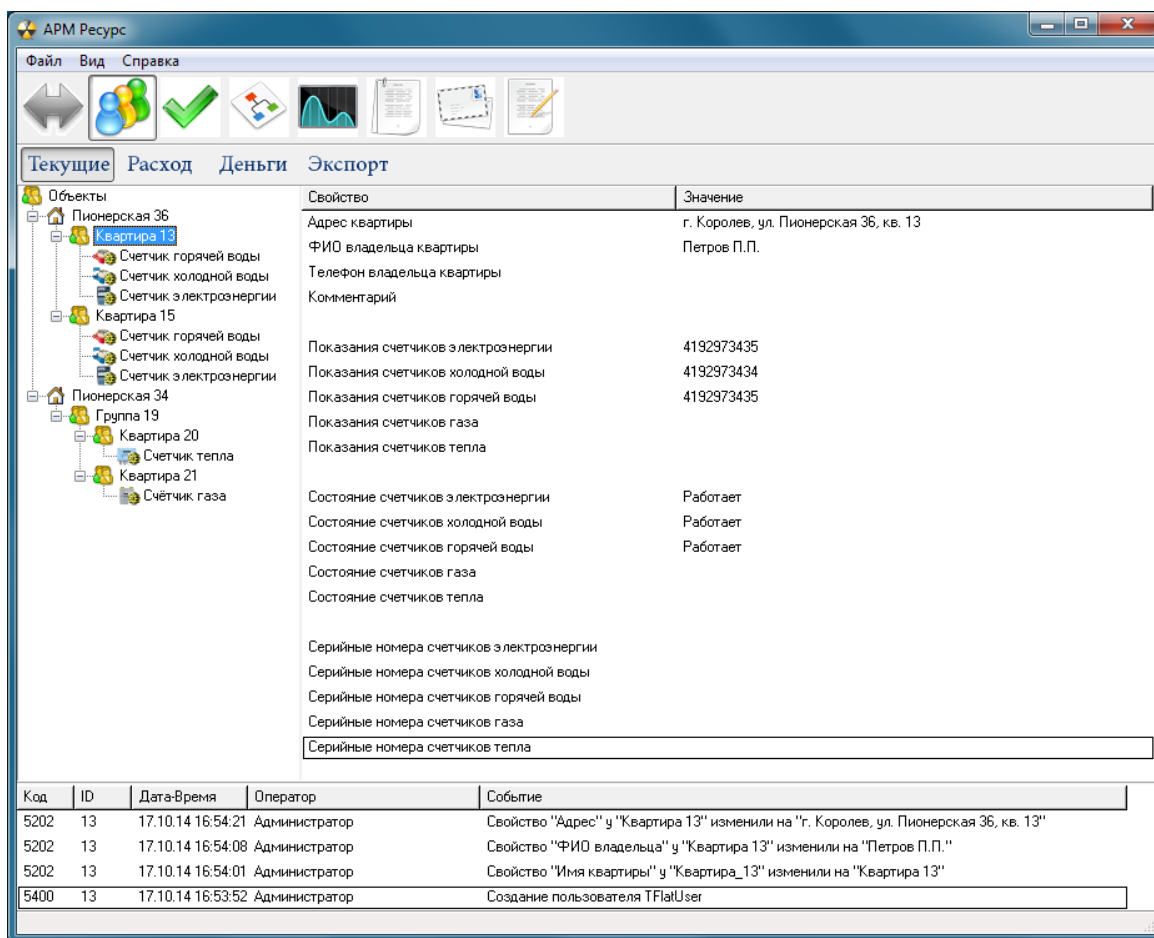 АРМ Ресурс
Файл Вид Справка
Текущие Расход Деньги Экспорт
Объекты
Пионерская 36
Квартира 13
Счетчик горячей воды
Счетчик холодной воды
Счетчик электроэнергии
Квартира 15
Счетчик горячей воды
Счетчик холодной воды
Счетчик электроэнергии
Пионерская 34
Группа 19
Квартира 20
Счетчик тепла
Квартира 21
Счётчик газа
Свойство Значение
Адрес квартиры г. Королев, ул. Пионерская 36, кв. 13
ФИО владельца квартиры Петров П.П.
Телефон владельца квартиры
Комментарий
Показания счетчиков электроэнергии 4192973435
Показания счетчиков холодной воды 4192973434
Показания счетчиков горячей воды 4192973435
Показания счетчиков газа
Показания счетчиков тепла
Состояние счетчиков электроэнергии Работает
Состояние счетчиков холодной воды Работает
Состояние счетчиков горячей воды Работает
Состояние счетчиков газа
Состояние счетчиков тепла
Серийные номера счетчиков электроэнергии
Серийные номера счетчиков холодной воды
Серийные номера счетчиков горячей воды
Серийные номера счетчиков газа
Серийные номера счетчиков тепла
Код ID Дата-Время Оператор Событие
5202 13 17.10.14 16:54:21 Администратор Свойство "Адрес" у "Квартира 13" изменили на "г. Королев, ул. Пионерская 36, кв. 13"
5202 13 17.10.14 16:54:08 Администратор Свойство "ФИО владельца" у "Квартира 13" изменили на "Петров П.П."
5202 13 17.10.14 16:54:01 Администратор Свойство "Имя квартиры" у "Квартира_13" изменили на "Квартира 13"
5400 13 17.10.14 16:53:52 Администратор Создание пользователя TFlatUser